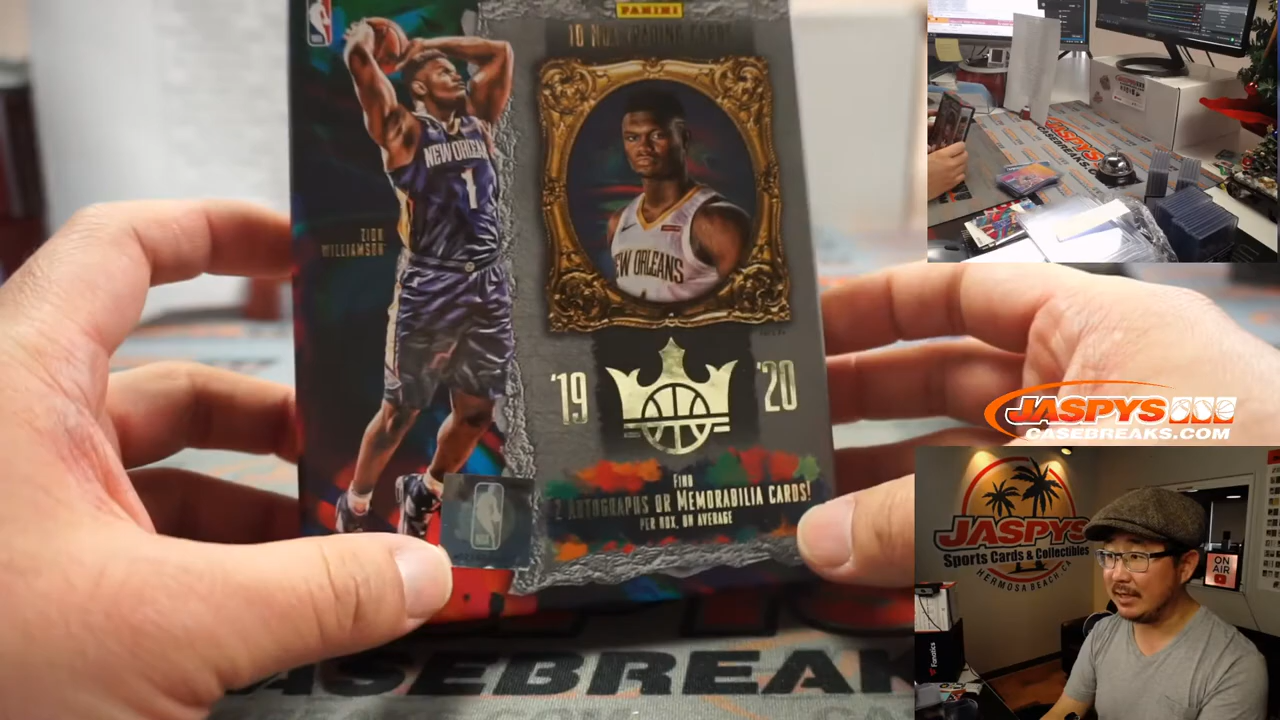 PANINI
10 NBA TRADING CARDS
NEW ORLEANS
1
ZION
WILLIAMSON
NEW ORLEANS
'19 '20
FIND
2 AUTOGRAPHS OR MEMORABILIA CARDS!
PER BOX, ON AVERAGE
CASEBREAK
JASPYS
CASEBREAKS.COM
JASPYS
Sports Cards & Collectibles
HERMOSA BEACH, CA
ON
AIR
Fanatics